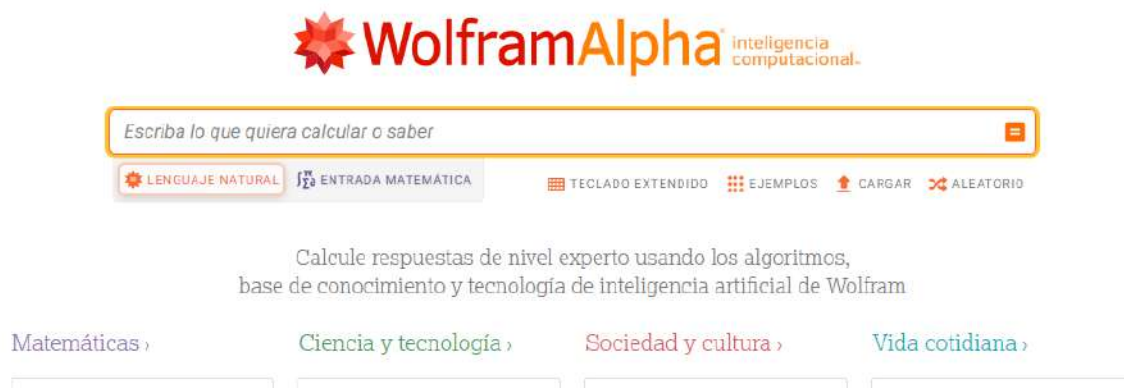 WolframAlpha inteligencia computacional™
Escriba lo que quiera calcular o saber
LENGUAJE NATURAL ENTRADA MATEMÁTICA TECLADO EXTENDIDO EJEMPLOS CARGAR ALEATORIO
Calcule respuestas de nivel experto usando los algoritmos,
base de conocimiento y tecnología de inteligencia artificial de Wolfram
Matemáticas › Ciencia y tecnología › Sociedad y cultura › Vida cotidiana ›